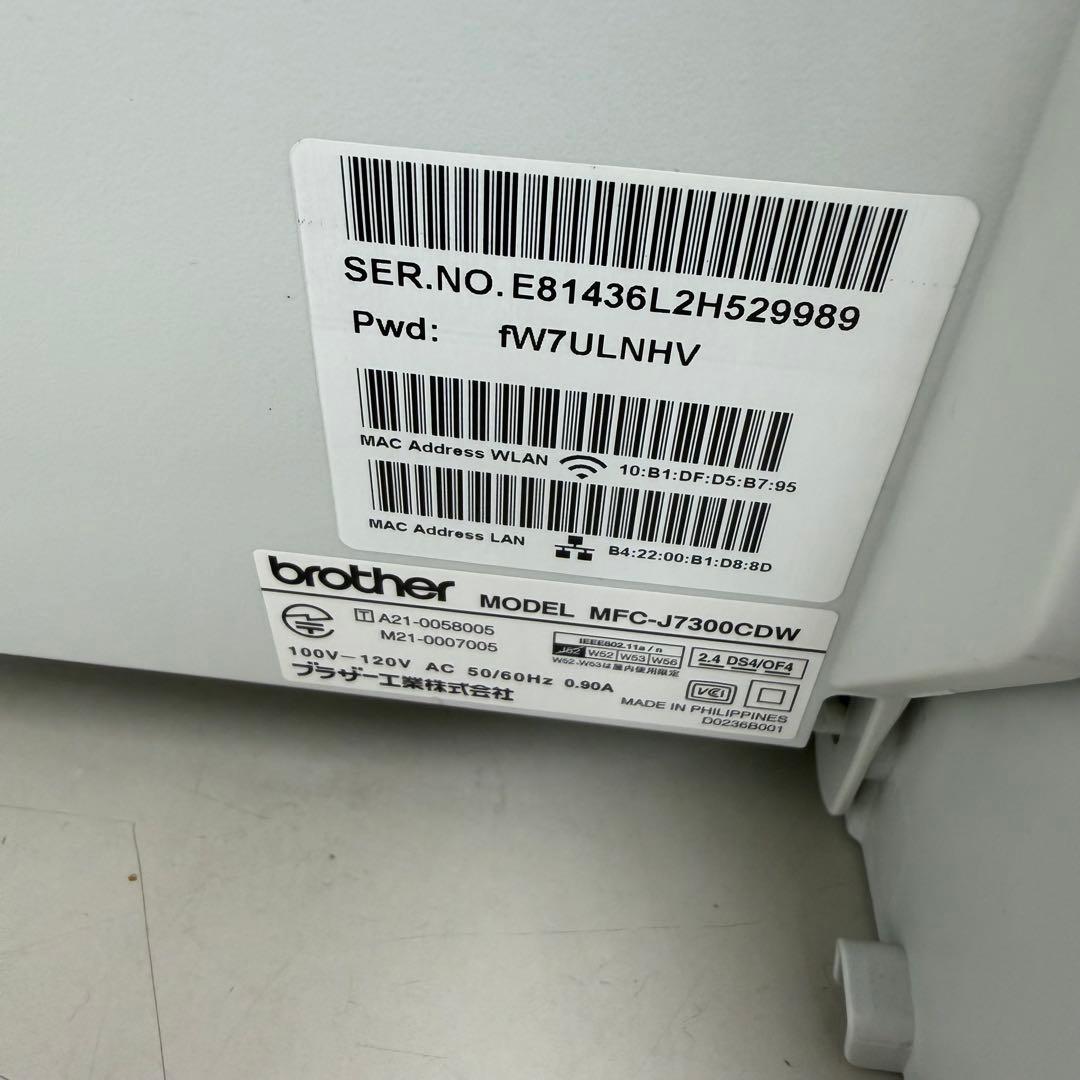 SER.NO. E81436L2H529989
Pwd: fW7ULNHV
MAC Address WLAN 10:B1:DF:D5:B7:95
MAC Address LAN B4:22:00:B1:D8:8D
brother MODEL MFC-J7300CDW
T A21-0058005
M21-0007005
IEEE802.11a/n
J52 W52 W53 W56
W52、W53は屋内使用限定
2.4 DS4/OF4
100V-120V AC 50/60Hz 0.90A
ブラザー工業株式会社
VCI
MADE IN PHILIPPINES
D0236B001